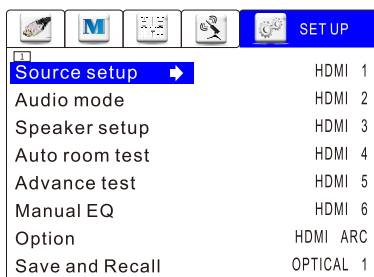 M SET UP
1
Source setup HDMI 1
Audio mode HDMI 2
Speaker setup HDMI 3
Auto room test HDMI 4
Advance test HDMI 5
Manual EQ HDMI 6
Option HDMI ARC
Save and Recall OPTICAL 1